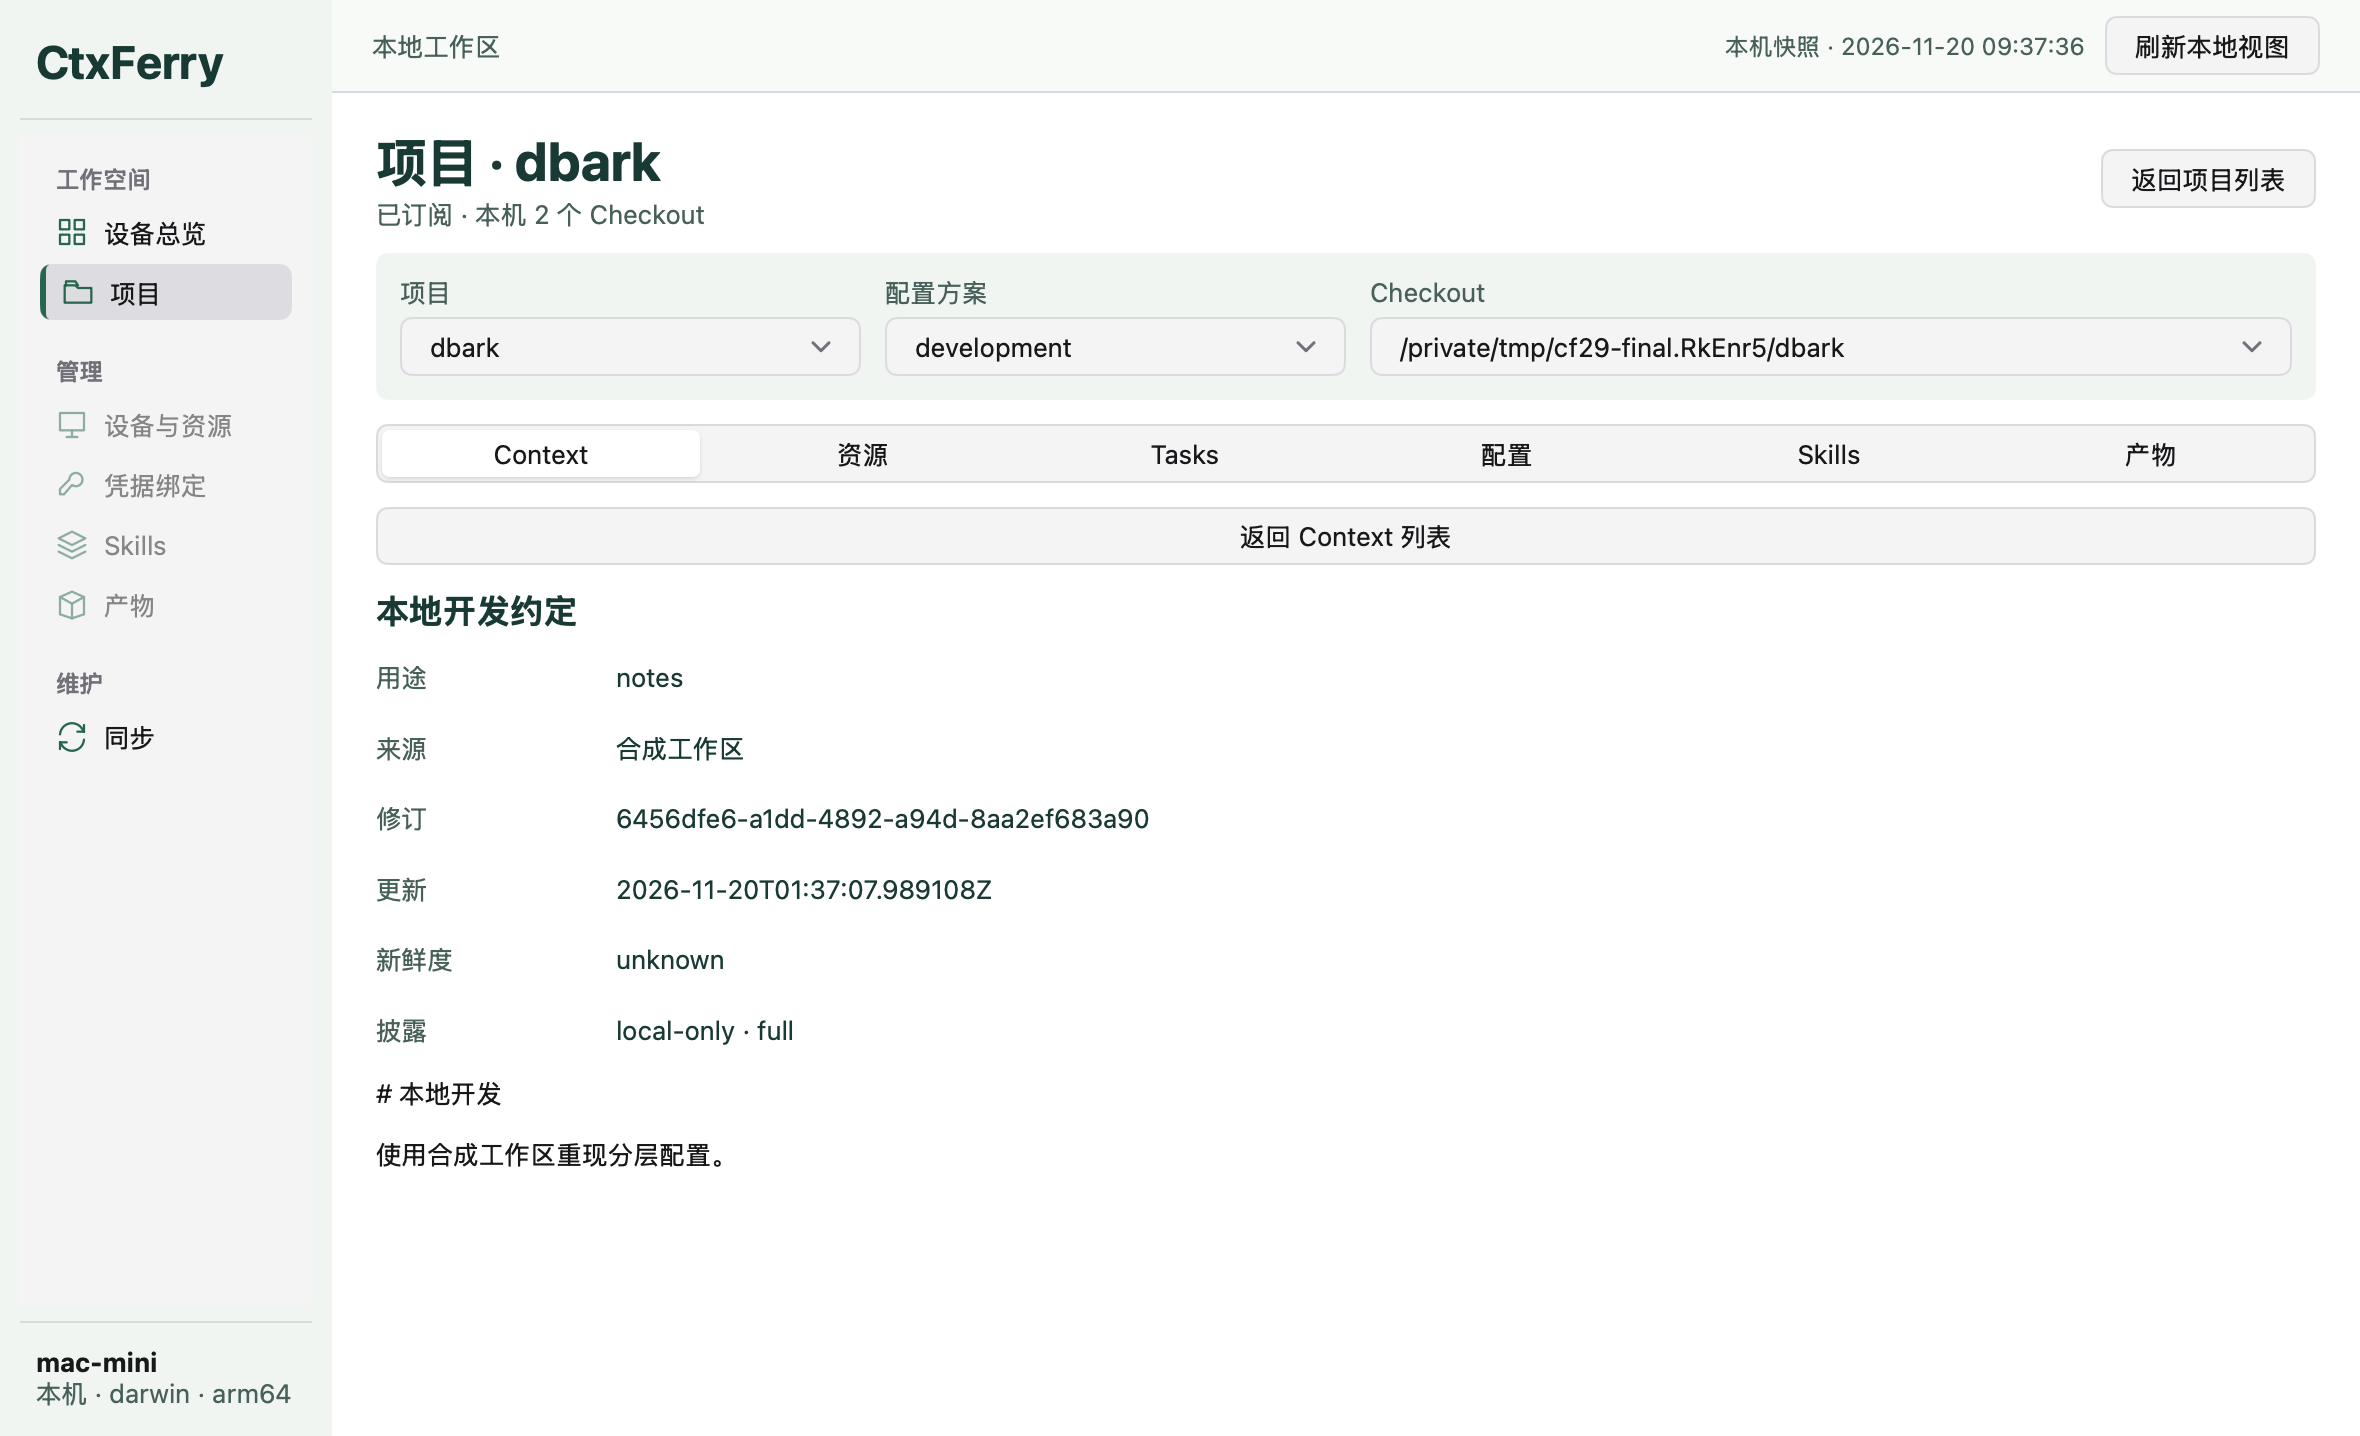 CtxFerry
工作空间
设备总览
项目
管理
设备与资源
凭据绑定
Skills
产物
维护
同步
mac-mini
本机 · darwin · arm64
本地工作区
本机快照 · 2026-11-20 09:37:36
刷新本地视图
项目 · dbark
已订阅 · 本机 2 个 Checkout
返回项目列表
项目
dbark
配置方案
development
Checkout
/private/tmp/cf29-final.RkEnr5/dbark
Context
资源
Tasks
配置
Skills
产物
返回 Context 列表
本地开发约定
用途 notes
来源 合成工作区
修订 6456dfe6-a1dd-4892-a94d-8aa2ef683a90
更新 2026-11-20T01:37:07.989108Z
新鲜度 unknown
披露 local-only · full
# 本地开发
使用合成工作区重现分层配置。